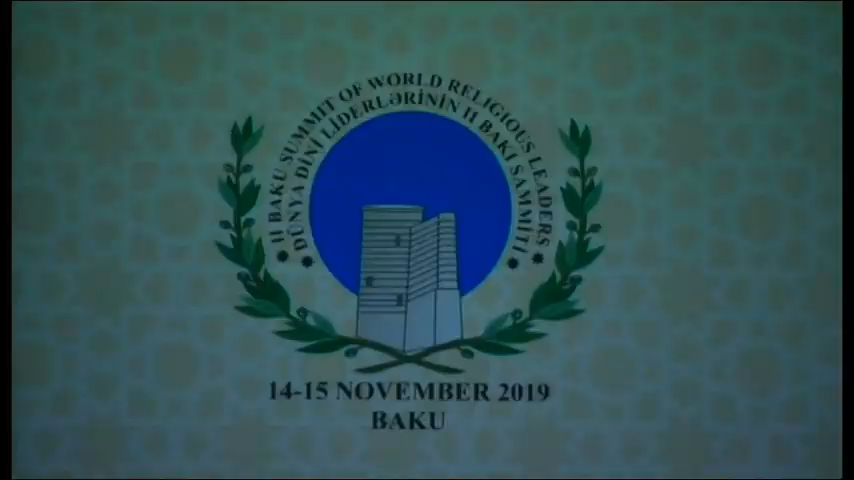 II BAKU SUMMIT OF WORLD RELIGIOUS LEADERS
DÜNYA DİNİ LİDERLƏRİNİN II BAKI SAMMİTİ
14-15 NOVEMBER 2019
BAKU